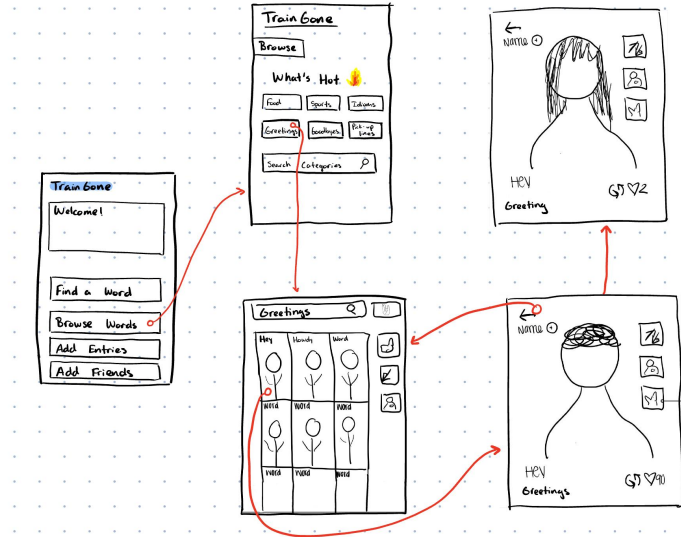 Train Gone
Welcome!
Find a Word
Browse Words
Add Entries
Add Friends
Train Gone
Browse
What's Hot
Food
Sports
Idioms
Greetings
Goodbyes
Pick-up
lines
Search Categories
Greetings
Hey
Howdy
Word
Word
Word
Word
Word
Word
Word
Name
Hey
2
Greeting
Name
Hey
90
Greetings